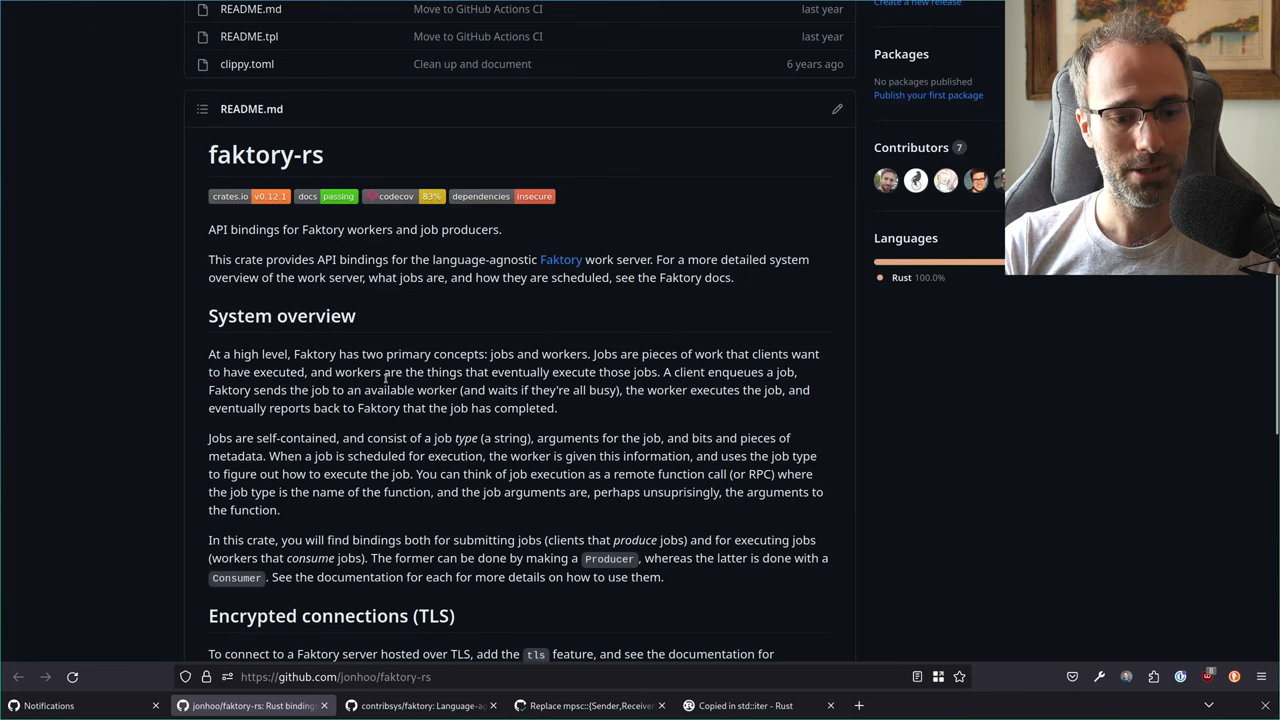 README.md Move to GitHub Actions CI last year
README.tpl Move to GitHub Actions CI last year
clippy.toml Clean up and document 6 years ago
README.md
faktory-rs
crates.io v0.12.1 docs passing codecov 83% dependencies insecure
API bindings for Faktory workers and job producers.
This crate provides API bindings for the language-agnostic Faktory work server. For a more detailed system
overview of the work server, what jobs are, and how they are scheduled, see the Faktory docs.
System overview
At a high level, Faktory has two primary concepts: jobs and workers. Jobs are pieces of work that clients want
to have executed, and workers are the things that eventually execute those jobs. A client enqueues a job,
Faktory sends the job to an available worker (and waits if they're all busy), the worker executes the job, and
eventually reports back to Faktory that the job has completed.
Jobs are self-contained, and consist of a job type (a string), arguments for the job, and bits and pieces of
metadata. When a job is scheduled for execution, the worker is given this information, and uses the job type
to figure out how to execute the job. You can think of job execution as a remote function call (or RPC) where
the job type is the name of the function, and the job arguments are, perhaps unsuprisingly, the arguments to
the function.
In this crate, you will find bindings both for submitting jobs (clients that produce jobs) and for executing jobs
(workers that consume jobs). The former can be done by making a Producer, whereas the latter is done with a
Consumer. See the documentation for each for more details on how to use them.
Encrypted connections (TLS)
To connect to a Faktory server hosted over TLS, add the tls feature, and see the documentation for
Create a new release
Packages
No packages published
Publish your first package
Contributors 7
Languages
Rust 100.0%
https://github.com/jonhoo/faktory-rs
8
Notifications
jonhoo/faktory-rs: Rust binding
contribsys/faktory: Language-ag
Replace mpsc::{Sender,Receiver
Copied in std::iter - Rust